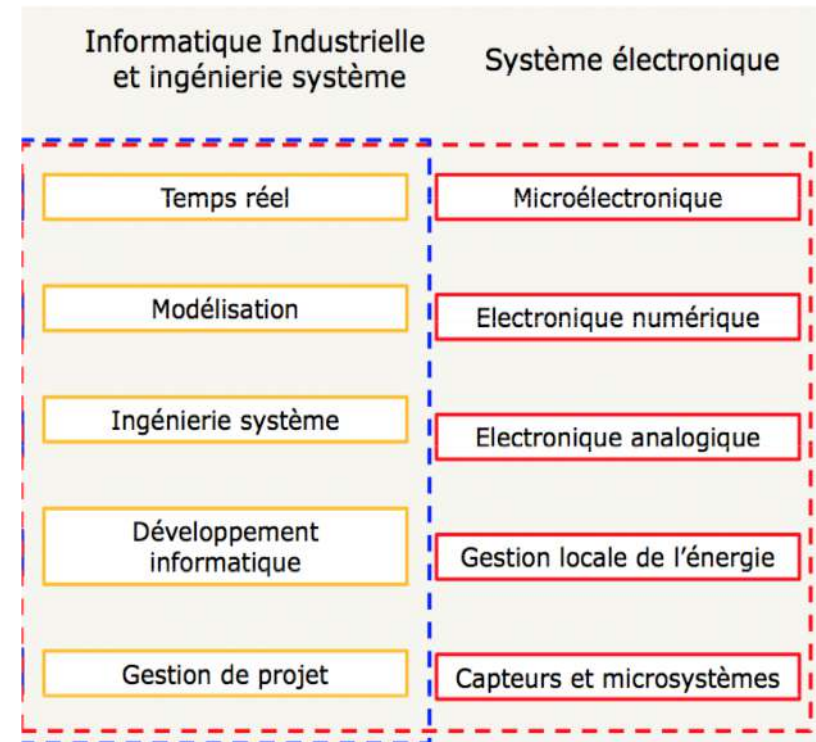 Informatique Industrielle
et ingénierie système
Système électronique
Temps réel
Microélectronique
Modélisation
Electronique numérique
Ingénierie système
Electronique analogique
Développement
informatique
Gestion locale de l'énergie
Gestion de projet
Capteurs et microsystèmes